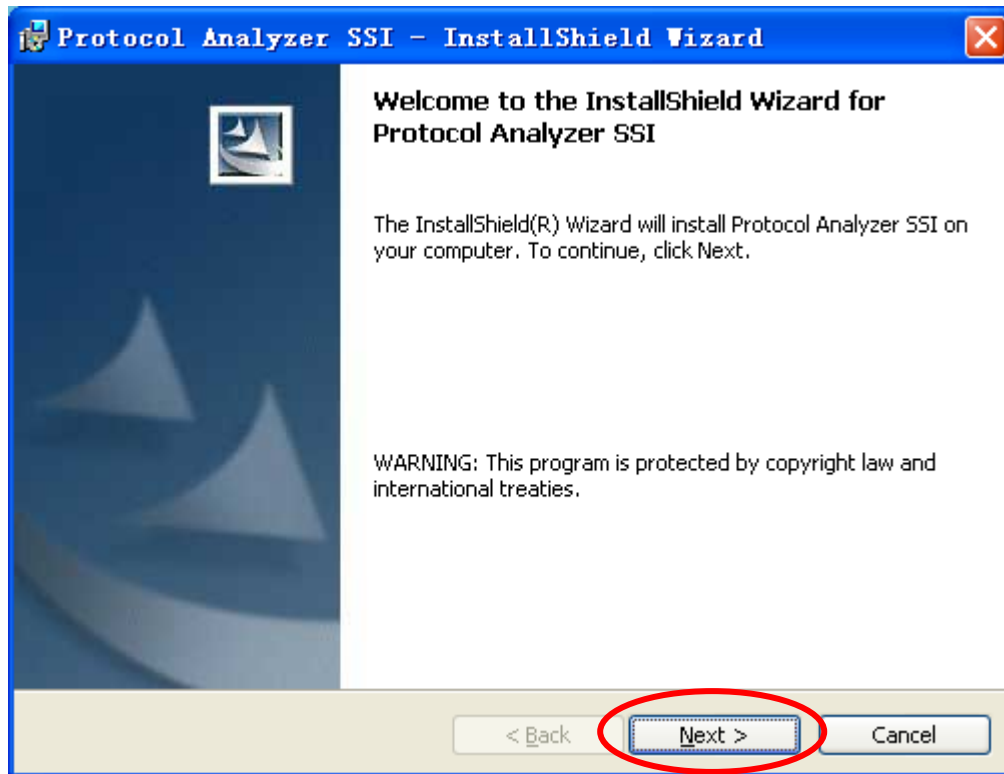 Protocol Analyzer SSI - InstallShield Wizard
Welcome to the InstallShield Wizard for
Protocol Analyzer SSI
The InstallShield(R) Wizard will install Protocol Analyzer SSI on
your computer. To continue, click Next.
WARNING: This program is protected by copyright law and
international treaties.
< Back Next > Cancel